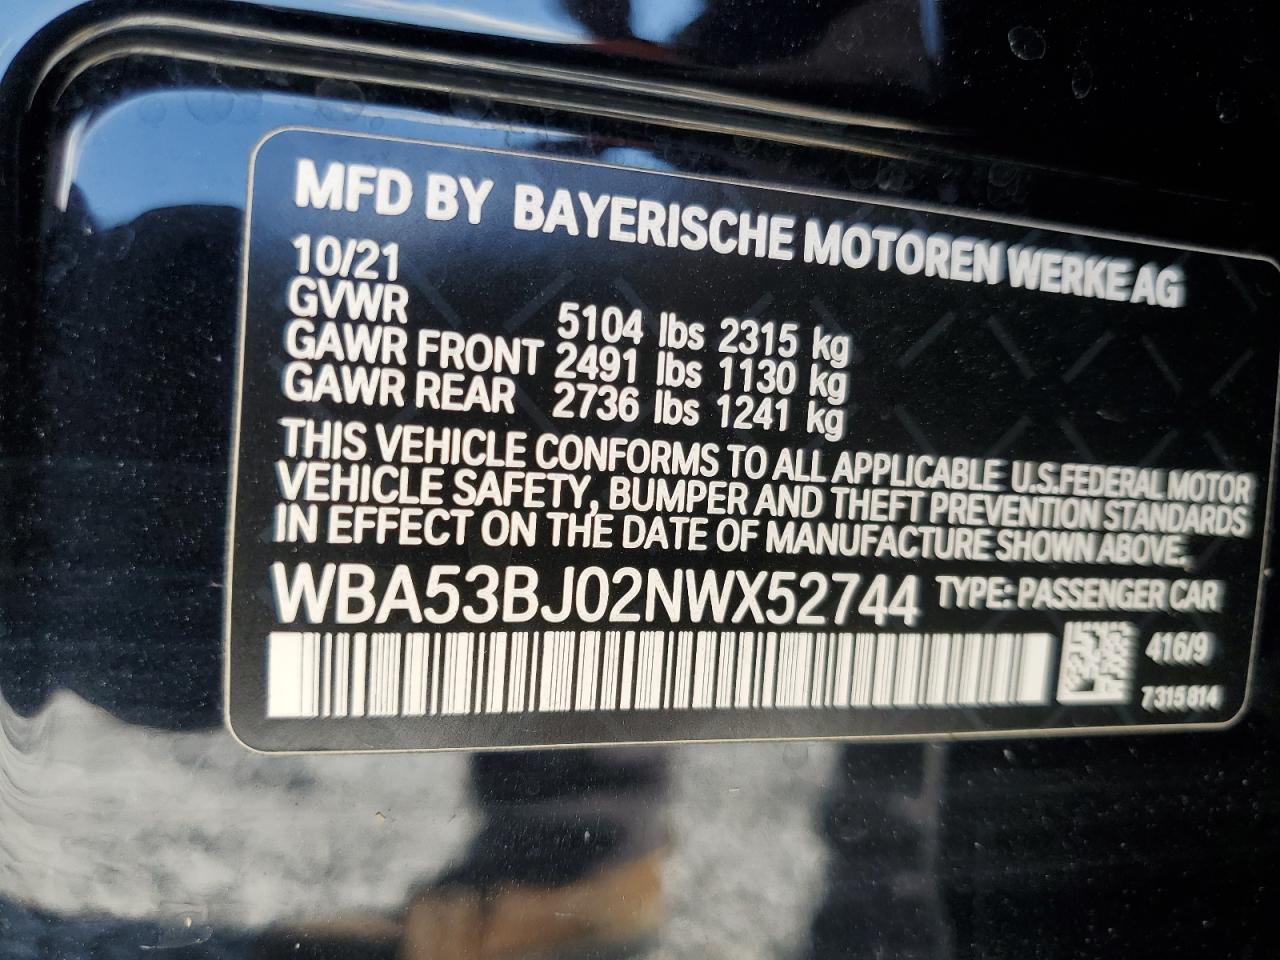 MFD BY BAYERISCHE MOTOREN WERKE AG
10/21
GVWR 5104 lbs 2315 kg
GAWR FRONT 2491 lbs 1130 kg
GAWR REAR 2736 lbs 1241 kg
THIS VEHICLE CONFORMS TO ALL APPLICABLE U.S.FEDERAL MOTOR
VEHICLE SAFETY, BUMPER AND THEFT PREVENTION STANDARDS
IN EFFECT ON THE DATE OF MANUFACTURE SHOWN ABOVE.
WBA53BJ02NWX52744 TYPE: PASSENGER CAR
416/9
7315814